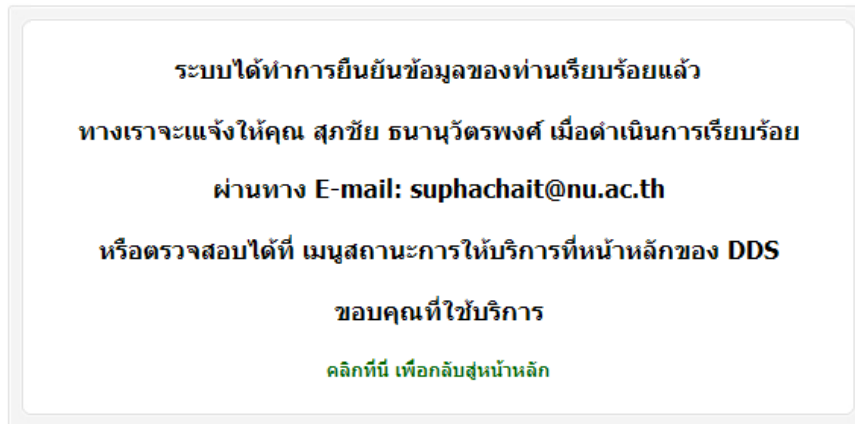 ระบบได้ทำการยืนยันข้อมูลของท่านเรียบร้อยแล้ว
ทางเราจะแจ้งให้คุณ สุภชัย ธนานุวัตรพงศ์ เมื่อดำเนินการเรียบร้อย
ผ่านทาง E-mail: suphachait@nu.ac.th
หรือตรวจสอบได้ที่ เมนูสถานะการให้บริการที่หน้าหลักของ DDS
ขอบคุณที่ใช้บริการ
คลิกที่นี่ เพื่อกลับสู่หน้าหลัก